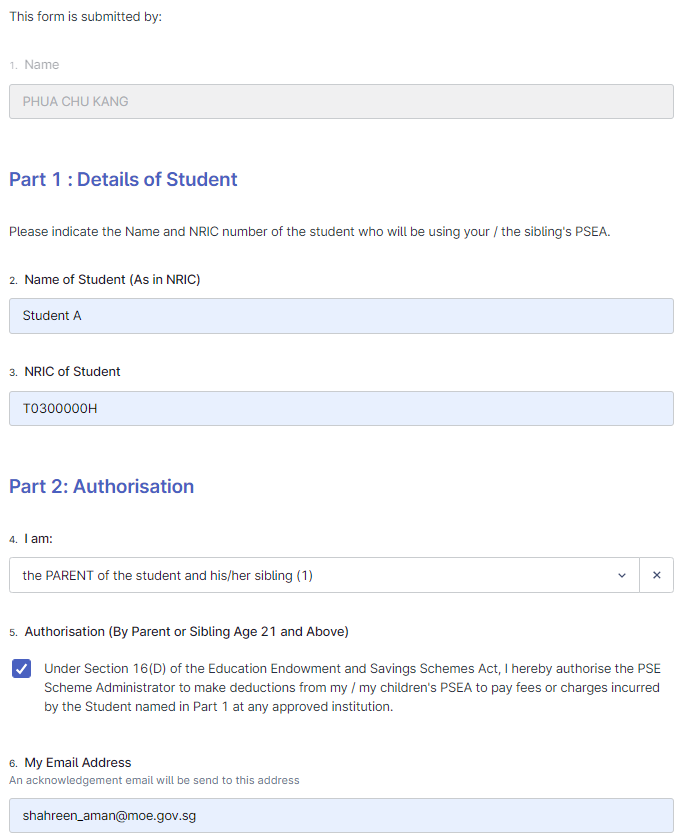 This form is submitted by:
1. Name
PHUA CHU KANG
Part 1 : Details of Student
Please indicate the Name and NRIC number of the student who will be using your / the sibling's PSEA.
2. Name of Student (As in NRIC)
Student A
3. NRIC of Student
T0300000H
Part 2: Authorisation
4. I am:
the PARENT of the student and his/her sibling (1)
5. Authorisation (By Parent or Sibling Age 21 and Above)
Under Section 16(D) of the Education Endowment and Savings Schemes Act, I hereby authorise the PSE
Scheme Administrator to make deductions from my / my children's PSEA to pay fees or charges incurred
by the Student named in Part 1 at any approved institution.
6. My Email Address
An acknowledgement email will be send to this address
shahreen_aman@moe.gov.sg